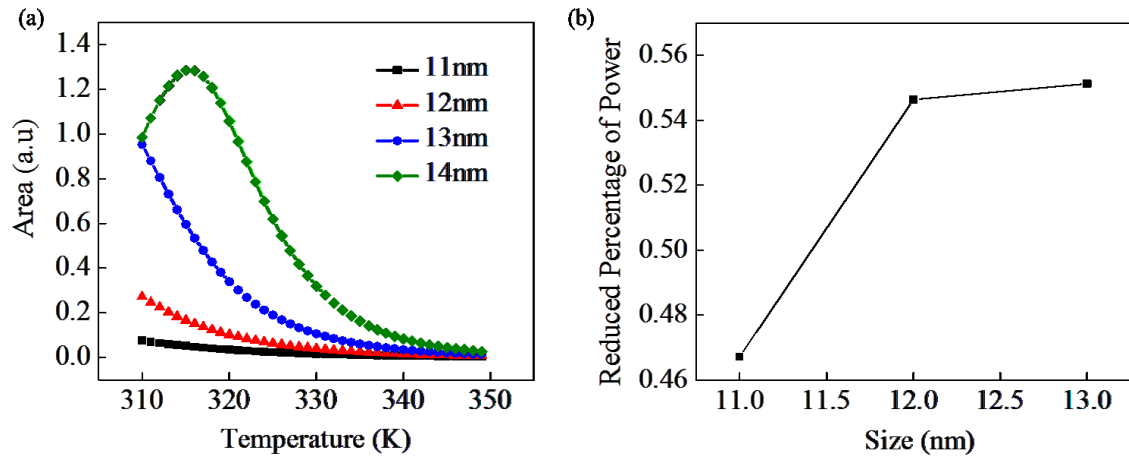 (a)
Area (a.u)
1.4
1.2
1.0
0.8
0.6
0.4
0.2
0.0
11nm
12nm
13nm
14nm
310 320 330 340 350
Temperature (K)
(b)
Reduced Percentage of Power
0.56
0.54
0.52
0.50
0.48
0.46
11.0 11.5 12.0 12.5 13.0
Size (nm)